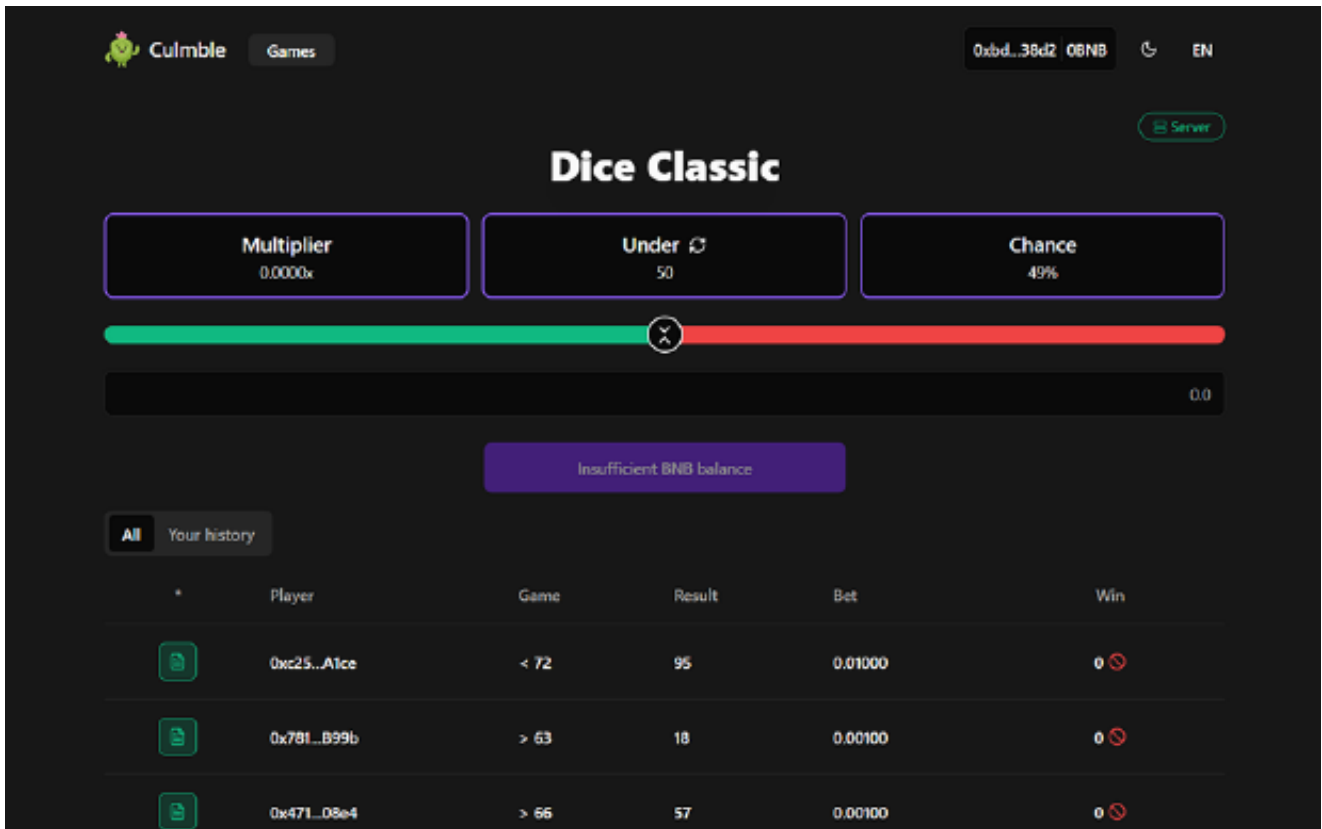 Culmble Games 0xbd...38d2 0BNB EN
Server
Dice Classic
Multiplier Under Chance
0.0000x 50 49%
0.0
Insufficient BNB balance
All Your history
* Player Game Result Bet Win
0xc25...A1ce < 72 95 0.01000 0
0x781...B99b > 63 18 0.00100 0
0x471...08e4 > 66 57 0.00100 0